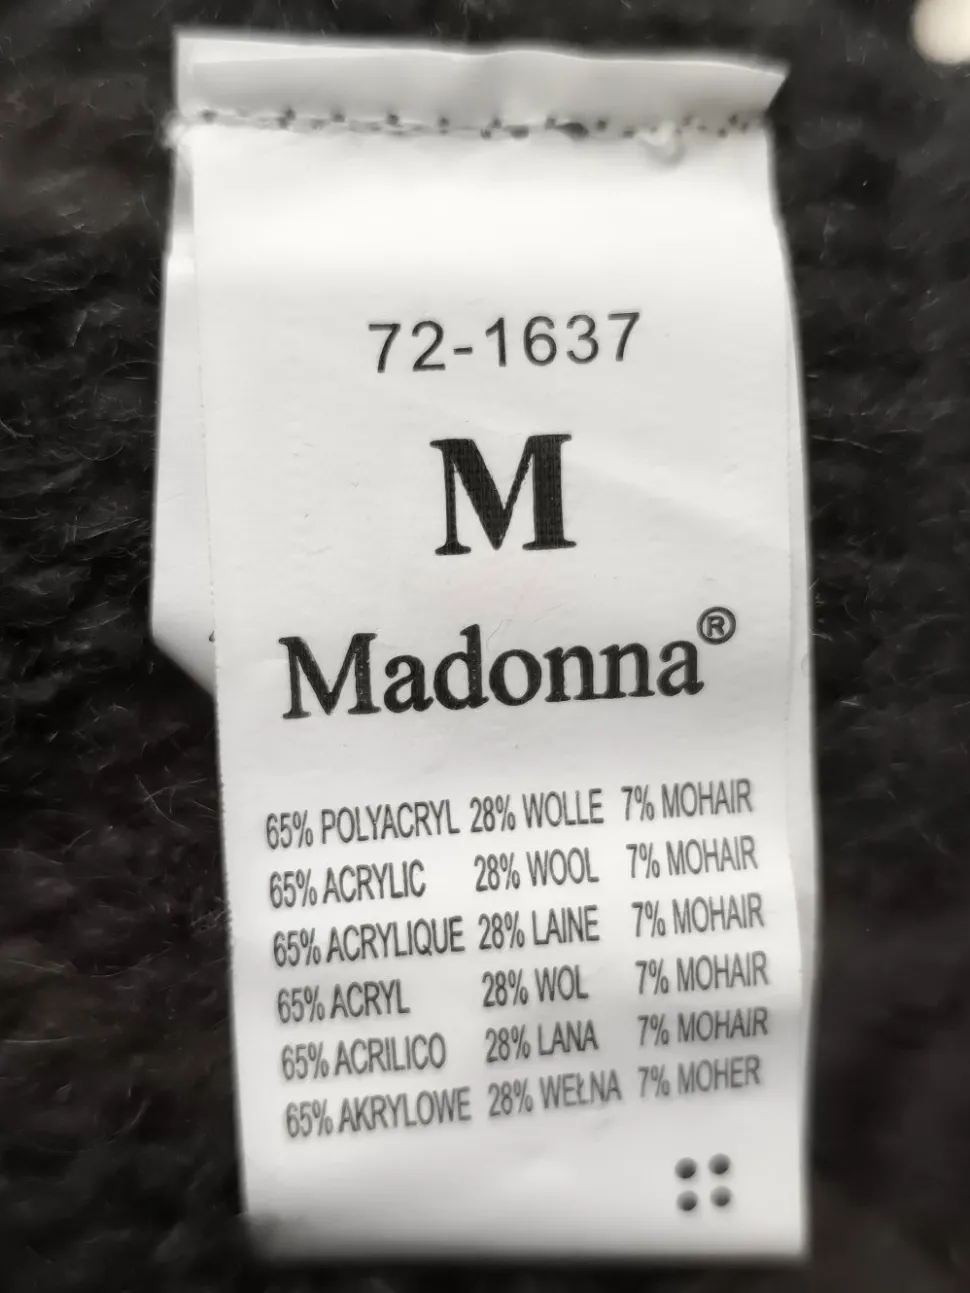 72-1637
M
Madonna®
65% POLYACRYL 28% WOLLE 7% MOHAIR
65% ACRYLIC 28% WOOL 7% MOHAIR
65% ACRYLIQUE 28% LAINE 7% MOHAIR
65% ACRYL 28% WOL 7% MOHAIR
65% ACRILICO 28% LANA 7% MOHAIR
65% AKRYLOWE 28% WEŁNA 7% MOHER